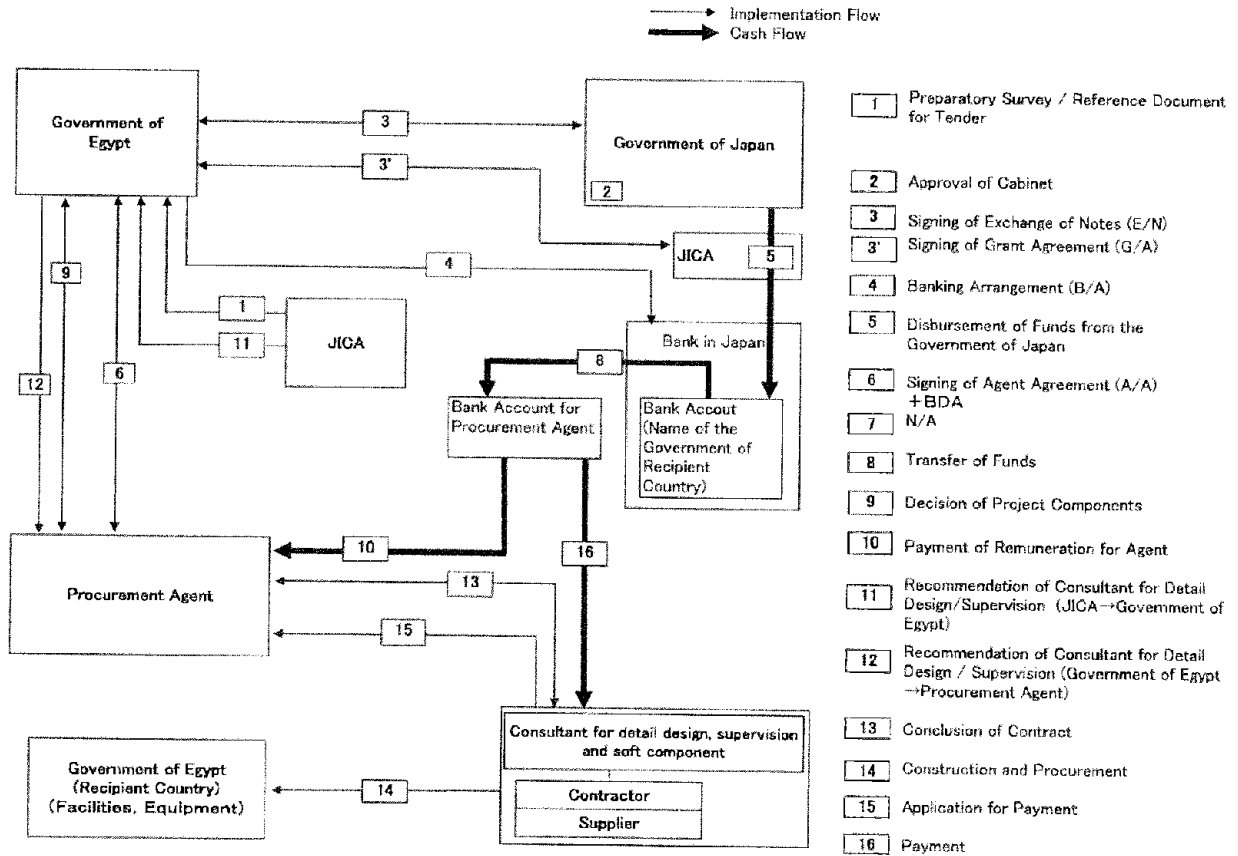 Implementation Flow
Cash Flow
Government of
Egypt
3
Government of Japan
2
3'
JICA
5
9
4
1
11
JICA
12
6
Bank in Japan
8
Bank Account for
Procurement Agent
Bank Accout
(Name of the
Government of
Recipient
Country)
Procurement Agent
10
16
13
15
Consultant for detail design, supervision
and soft component
Contractor
Supplier
14
Government of Egypt
(Recipient Country)
(Facilities, Equipment)
1 Preparatory Survey / Reference Document
for Tender
2 Approval of Cabinet
3 Signing of Exchange of Notes (E/N)
3' Signing of Grant Agreement (G/A)
4 Banking Arrangement (B/A)
5 Disbursement of Funds from the
Government of Japan
6 Signing of Agent Agreement (A/A)
+BDA
7 N/A
8 Transfer of Funds
9 Decision of Project Components
10 Payment of Remuneration for Agent
11 Recommendation of Consultant for Detail
Design/Supervision (JICA→Government of
Egypt)
12 Recommendation of Consultant for Detail
Design / Supervision (Government of Egypt
→Procurement Agent)
13 Conclusion of Contract
14 Construction and Procurement
15 Application for Payment
16 Payment